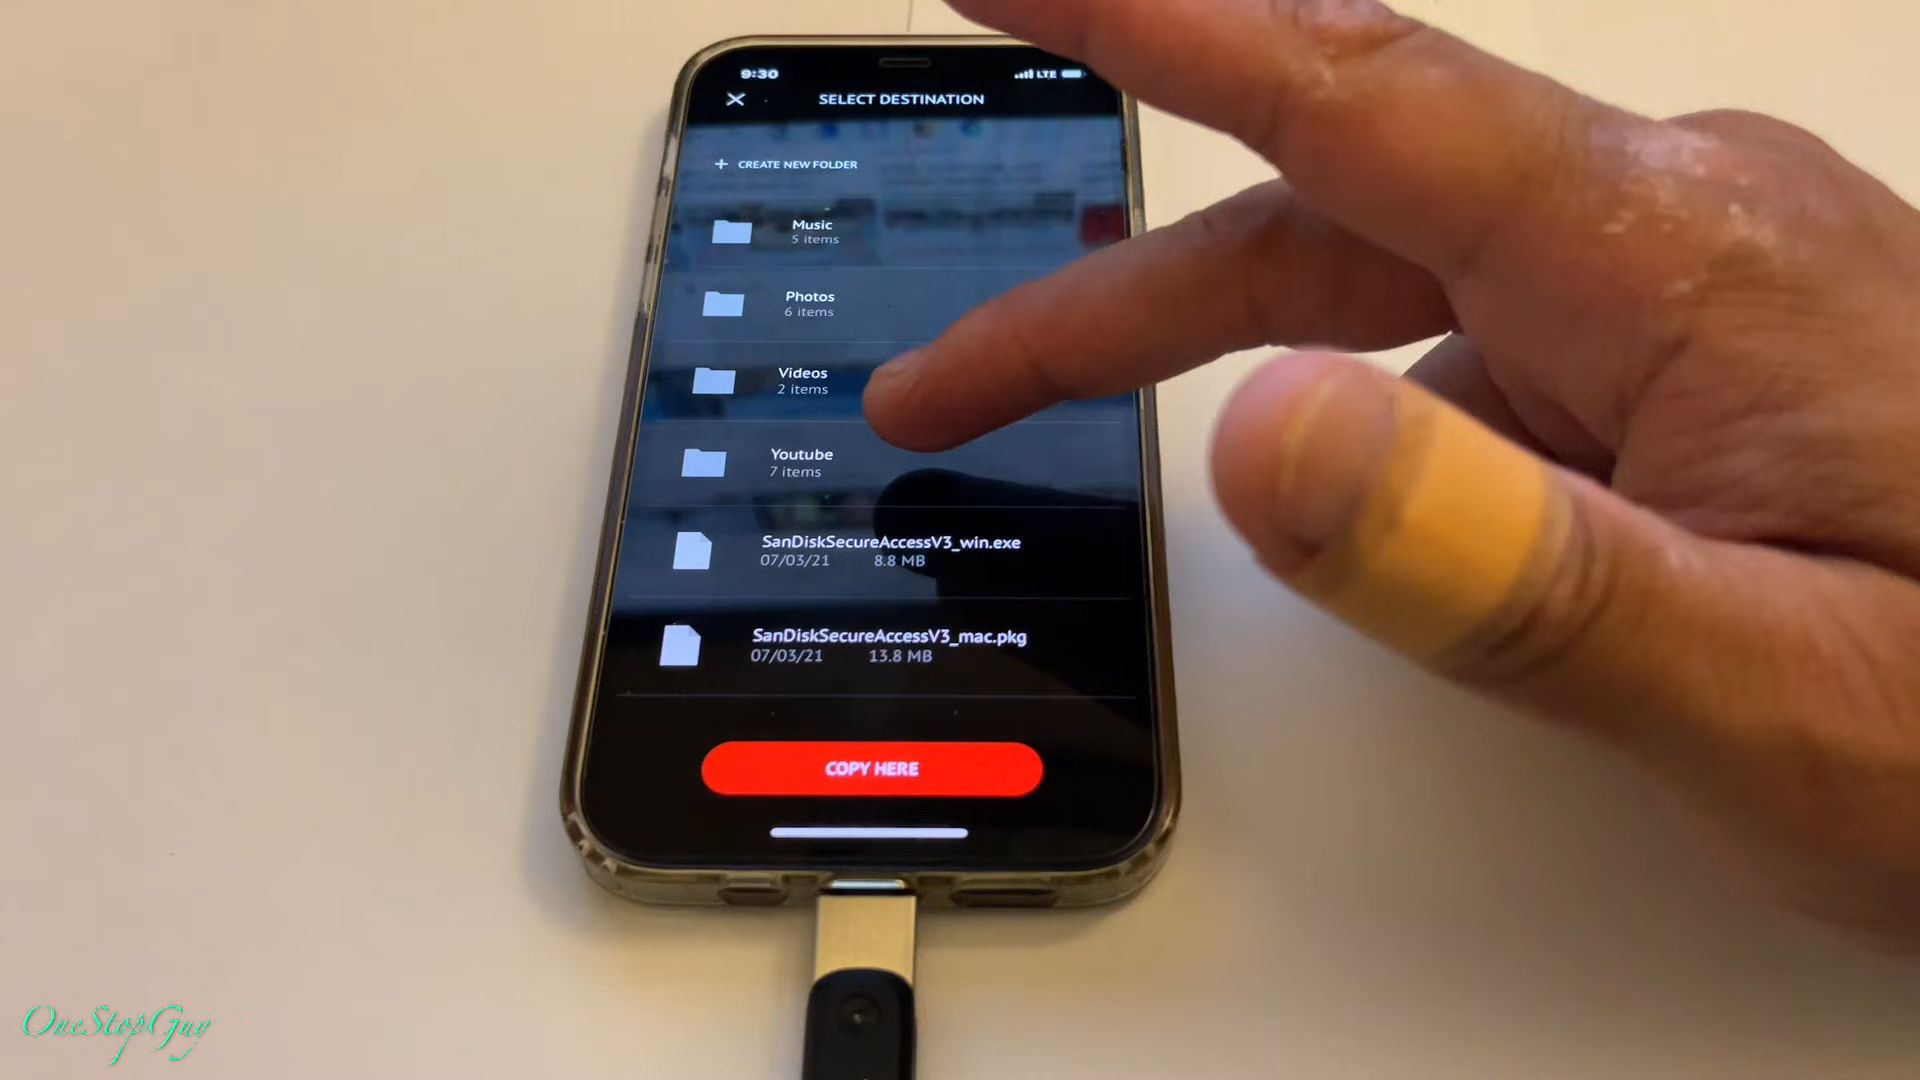 9:30
LTE
SELECT DESTINATION
+ CREATE NEW FOLDER
Music
5 items
Photos
6 items
Videos
2 items
Youtube
7 items
SanDiskSecureAccessV3_win.exe
07/03/21 8.8 MB
SanDiskSecureAccessV3_mac.pkg
07/03/21 13.8 MB
COPY HERE
OneStopGuy